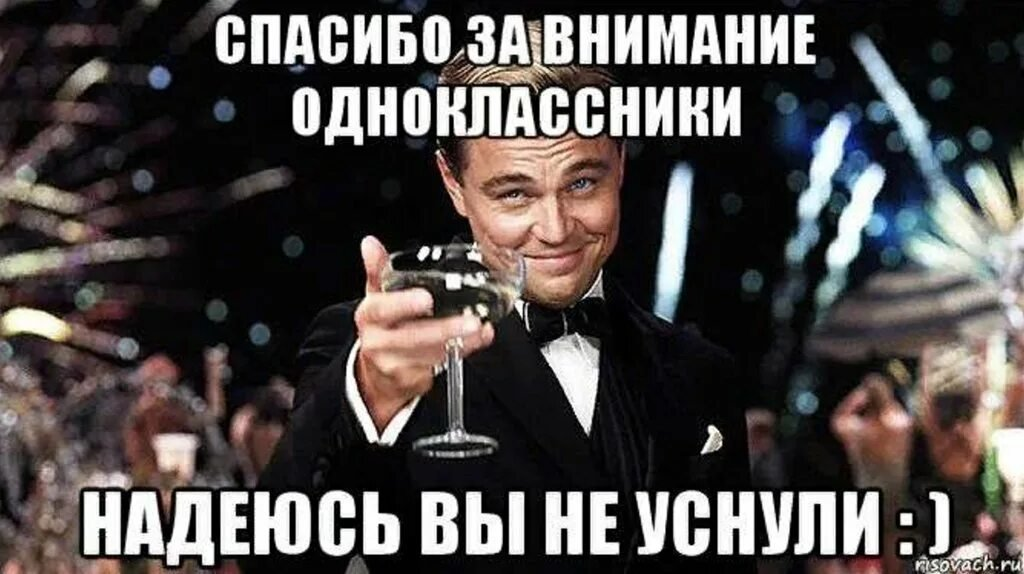 СПАСИБО ЗА ВНИМАНИЕ
ОДНОКЛАССНИКИ
НАДЕЮСЬ ВЫ НЕ УСНУЛИ : )
risovach.ru